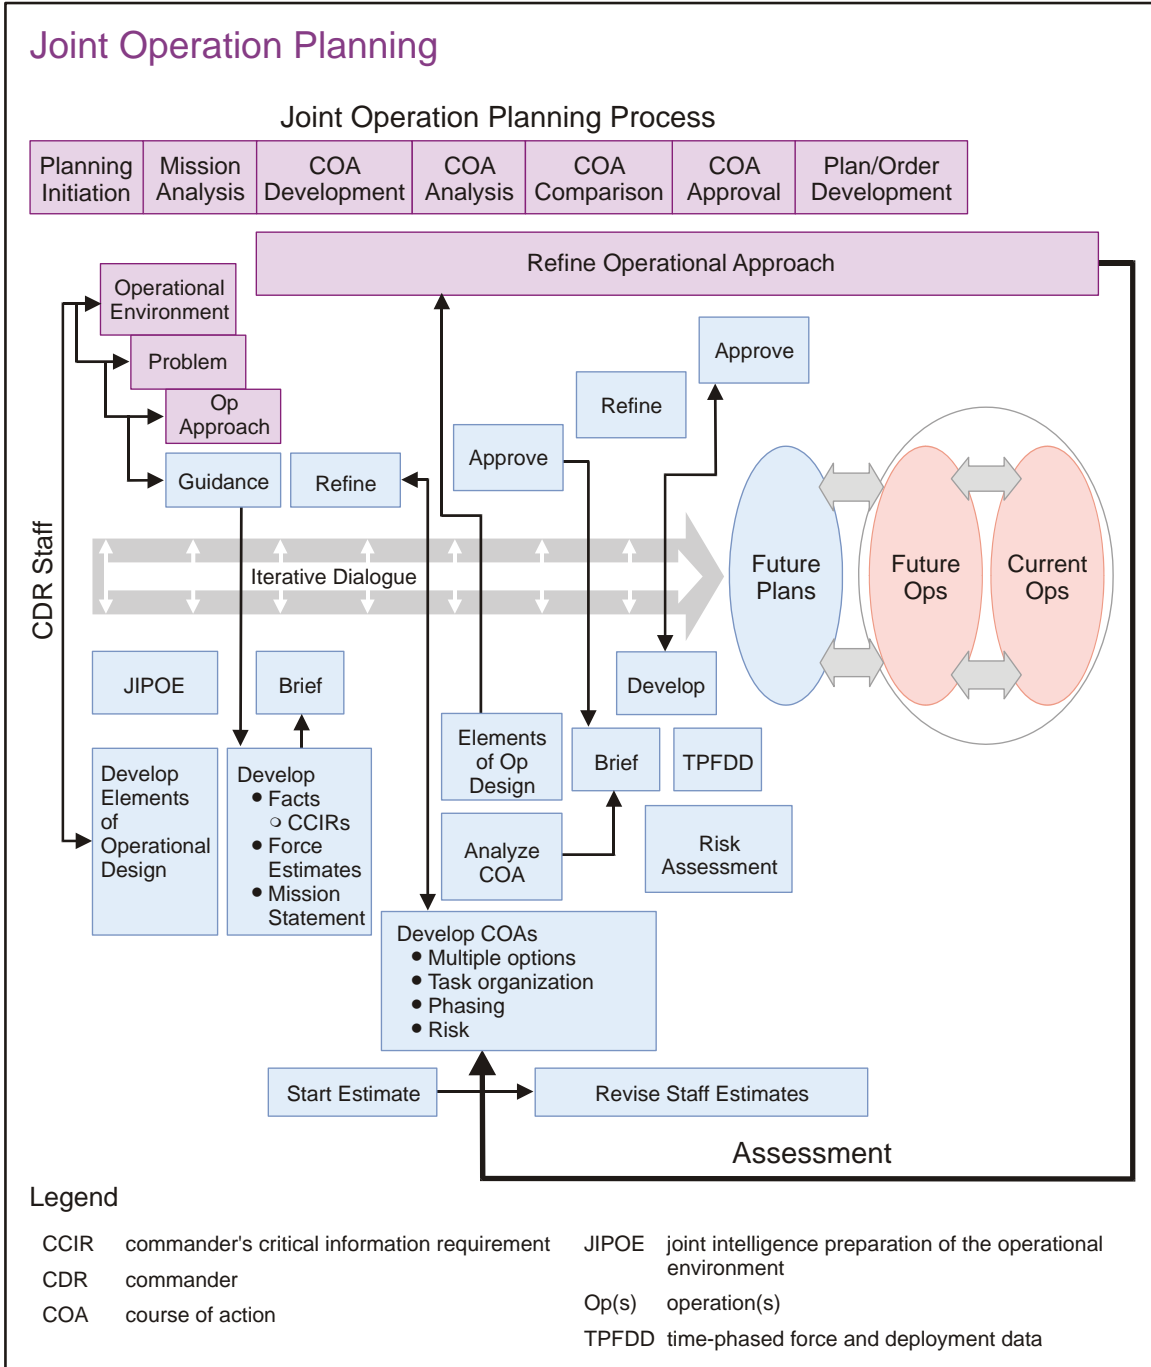 Joint Operation Planning
Joint Operation Planning Process
Planning
Initiation
Mission
Analysis
COA
Development
COA
Analysis
COA
Comparison
COA
Approval
Plan/Order
Development
Refine Operational Approach
Operational
Environment
Problem
Op
Approach
Guidance
Refine
Approve
Refine
Approve
CDR Staff
Iterative Dialogue
Future
Plans
Future
Ops
Current
Ops
JIPOE
Brief
Develop
Elements
of
Operational
Design
Develop
● Facts
○ CCIRs
● Force
Estimates
● Mission
Statement
Elements
of Op
Design
Brief
Develop
TPFDD
Analyze
COA
Risk
Assessment
Develop COAs
● Multiple options
● Task organization
● Phasing
● Risk
Start Estimate
Revise Staff Estimates
Assessment
Legend
CCIR commander's critical information requirement
CDR commander
COA course of action
JIPOE joint intelligence preparation of the operational
environment
Op(s) operation(s)
TPFDD time-phased force and deployment data